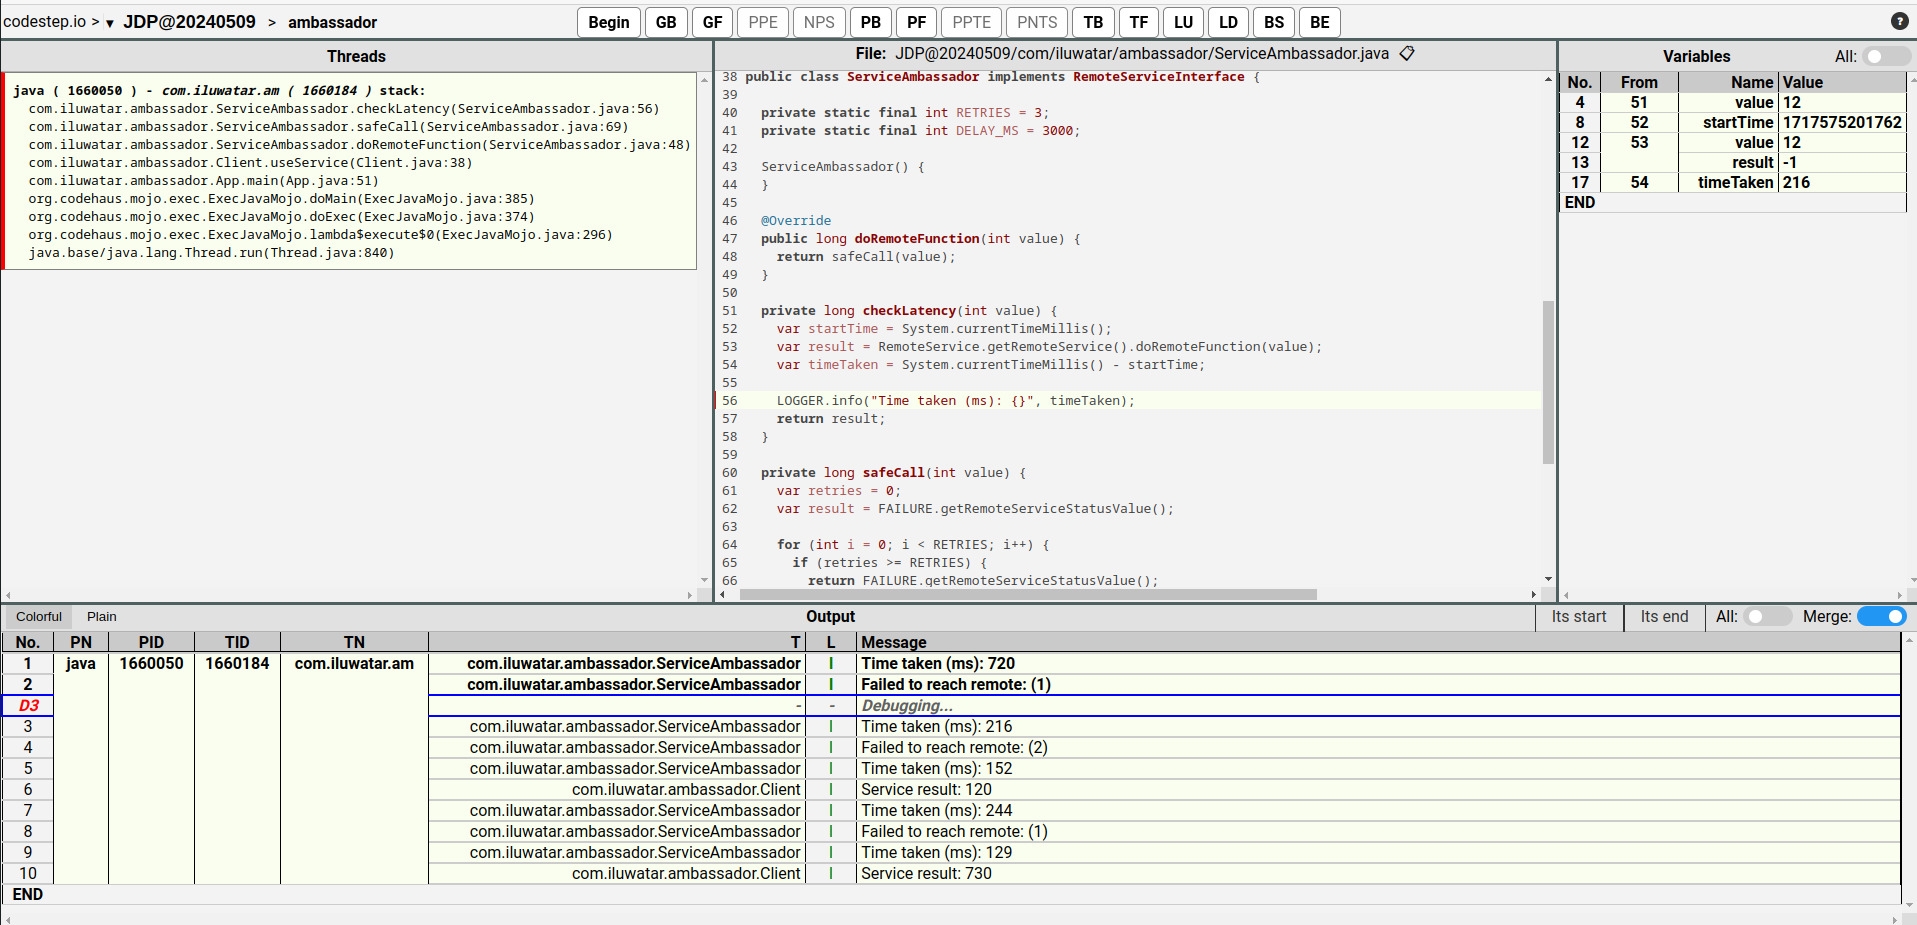 codestep.io > ▾ JDP@20240509 > ambassador
Begin GB GF PPE NPS PB PF PPTE PNTS TB TF LU LD BS BE ?
Threads
java ( 1660050 ) - com.iluwatar.am ( 1660184 ) stack:
com.iluwatar.ambassador.ServiceAmbassador.checkLatency(ServiceAmbassador.java:56)
com.iluwatar.ambassador.ServiceAmbassador.safeCall(ServiceAmbassador.java:69)
com.iluwatar.ambassador.ServiceAmbassador.doRemoteFunction(ServiceAmbassador.java:48)
com.iluwatar.ambassador.Client.useService(Client.java:38)
com.iluwatar.ambassador.App.main(App.java:51)
org.codehaus.mojo.exec.ExecJavaMojo.doMain(ExecJavaMojo.java:385)
org.codehaus.mojo.exec.ExecJavaMojo.doExec(ExecJavaMojo.java:374)
org.codehaus.mojo.exec.ExecJavaMojo.lambda$execute$0(ExecJavaMojo.java:296)
java.base/java.lang.Thread.run(Thread.java:840)
File: JDP@20240509/com/iluwatar/ambassador/ServiceAmbassador.java
38 public class ServiceAmbassador implements RemoteServiceInterface {
39
40 private static final int RETRIES = 3;
41 private static final int DELAY_MS = 3000;
42
43 ServiceAmbassador() {
44 }
45
46 @Override
47 public long doRemoteFunction(int value) {
48 return safeCall(value);
49 }
50
51 private long checkLatency(int value) {
52 var startTime = System.currentTimeMillis();
53 var result = RemoteService.getRemoteService().doRemoteFunction(value);
54 var timeTaken = System.currentTimeMillis() - startTime;
55
56 LOGGER.info("Time taken (ms): {}", timeTaken);
57 return result;
58 }
59
60 private long safeCall(int value) {
61 var retries = 0;
62 var result = FAILURE.getRemoteServiceStatusValue();
63
64 for (int i = 0; i < RETRIES; i++) {
65 if (retries >= RETRIES) {
66 return FAILURE.getRemoteServiceStatusValue();
Variables All:
No. From Name Value
4 51 value 12
8 52 startTime 1717575201762
12 53 value 12
13 result -1
17 54 timeTaken 216
END
Colorful Plain Output Its start Its end All: Merge:
No. PN PID TID TN T L Message
1 java 1660050 1660184 com.iluwatar.am com.iluwatar.ambassador.ServiceAmbassador I Time taken (ms): 720
2 com.iluwatar.ambassador.ServiceAmbassador I Failed to reach remote: (1)
D3 - - Debugging...
3 com.iluwatar.ambassador.ServiceAmbassador I Time taken (ms): 216
4 com.iluwatar.ambassador.ServiceAmbassador I Failed to reach remote: (2)
5 com.iluwatar.ambassador.ServiceAmbassador I Time taken (ms): 152
6 com.iluwatar.ambassador.Client I Service result: 120
7 com.iluwatar.ambassador.ServiceAmbassador I Time taken (ms): 244
8 com.iluwatar.ambassador.ServiceAmbassador I Failed to reach remote: (1)
9 com.iluwatar.ambassador.ServiceAmbassador I Time taken (ms): 129
10 com.iluwatar.ambassador.Client I Service result: 730
END